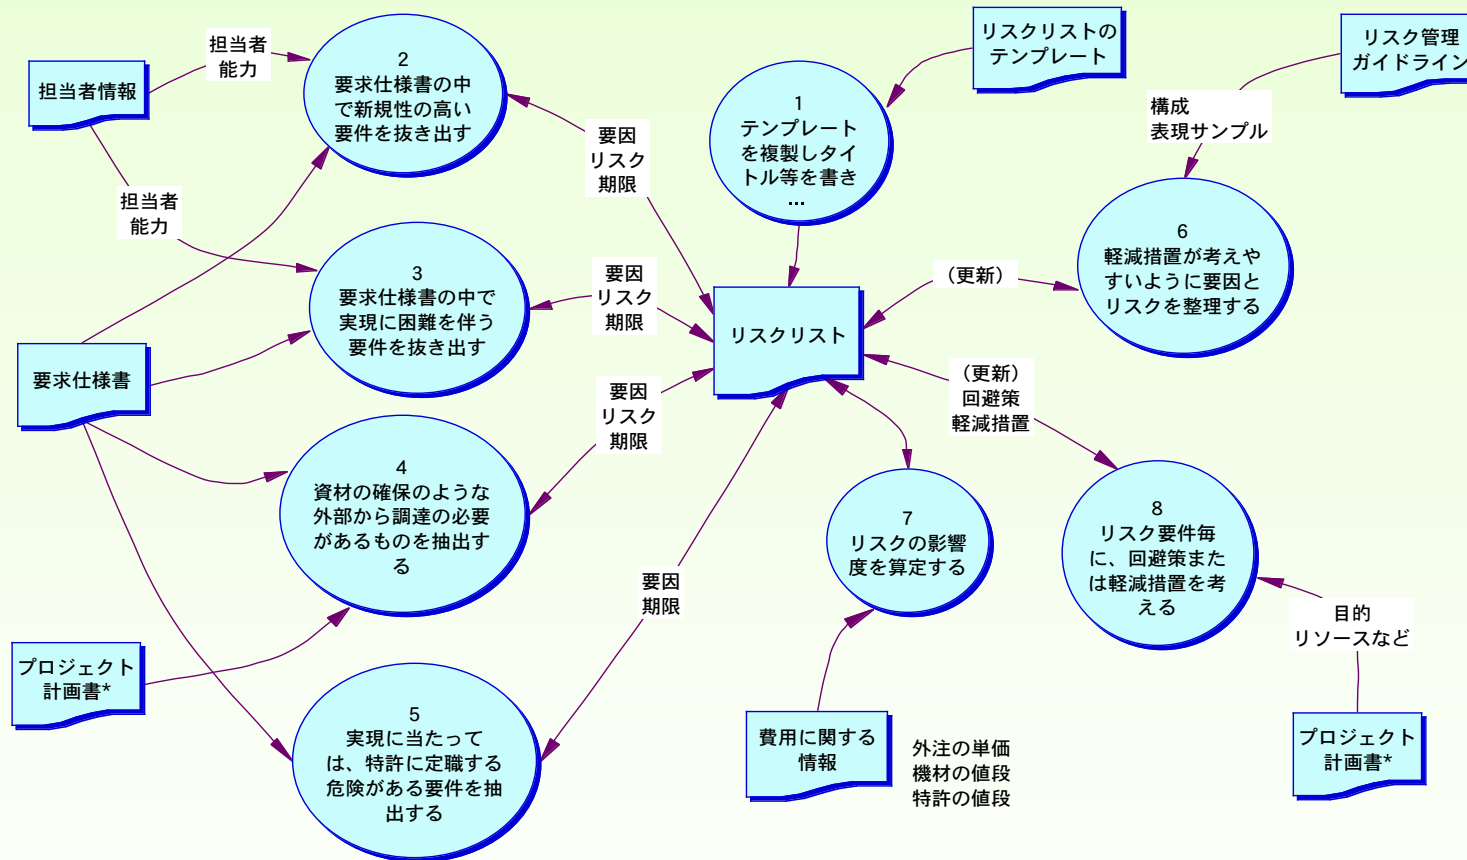 担当者
能力
2
要求仕様書の中
で新規性の高い
要件を抜き出す
リスクリストの
テンプレート
リスク管理
ガイドライン
担当者情報
1
テンプレート
を複製しタイ
トル等を書き
...
構成
表現サンプル
要因
リスク
期限
担当者
能力
6
軽減措置が考えや
すいように要因と
リスクを整理する
3
要求仕様書の中で
実現に困難を伴う
要件を抜き出す
要因
リスク
期限
（更新）
リスクリスト
要求仕様書
（更新）
回避策
軽減措置
要因
リスク
期限
4
資材の確保のような
外部から調達の必要
があるものを抽出す
る
7
リスクの影響
度を算定する
8
リスク要件毎
に、回避策また
は軽減措置を考
える
要因
期限
目的
リソースなど
プロジェクト
計画書*
5
実現に当たって
は、特許に定職する
危険がある要件を抽
出する
費用に関する
情報
外注の単価
機材の値段
特許の値段
プロジェクト
計画書*